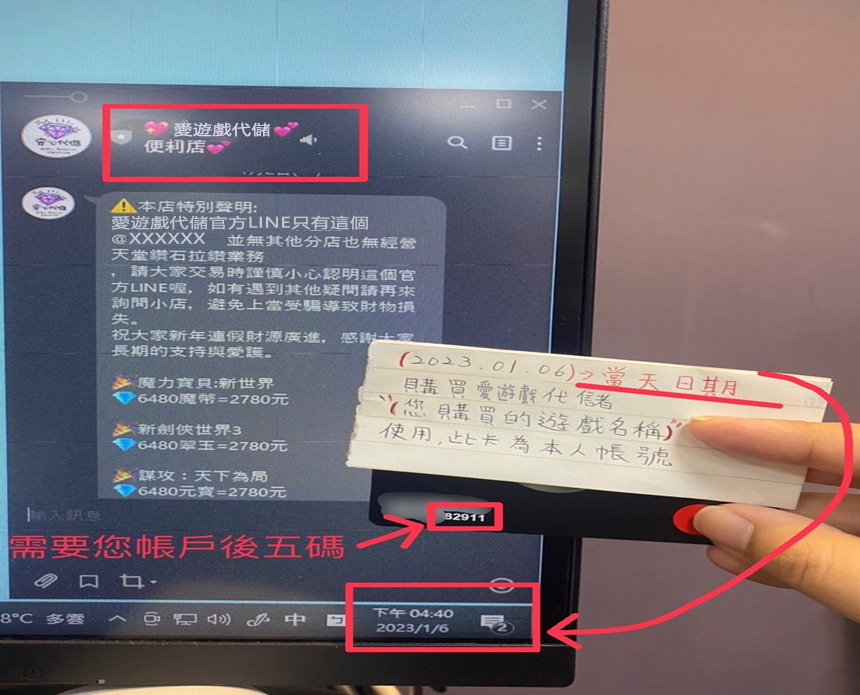 愛遊戲代儲
便利店
安心代儲
⚠️本店特別聲明:
愛遊戲代儲官方LINE只有這個
@XXXXXX 並無其他分店也無經營
天堂鑽石拉鑽業務
，請大家交易時謹慎小心認明這個官
方LINE喔，如有遇到其他疑問請再來
詢問小店，避免上當受騙導致財物損
失。
祝大家新年連假財源廣進，感謝大家
長期的支持與愛護。
魔力寶貝:新世界
6480魔幣=2780元
新劍俠世界3
6480翠玉=2780元
謀攻：天下為局
6480元寶=2780元
輸入訊息
(2023.01.06)→當天日期
購買愛遊戲代儲
"(您購買的遊戲名稱)"
使用,此卡為本人帳號
82911
需要您帳戶後五碼
8°C 多雲
中
下午 04:40
2023/1/6
2